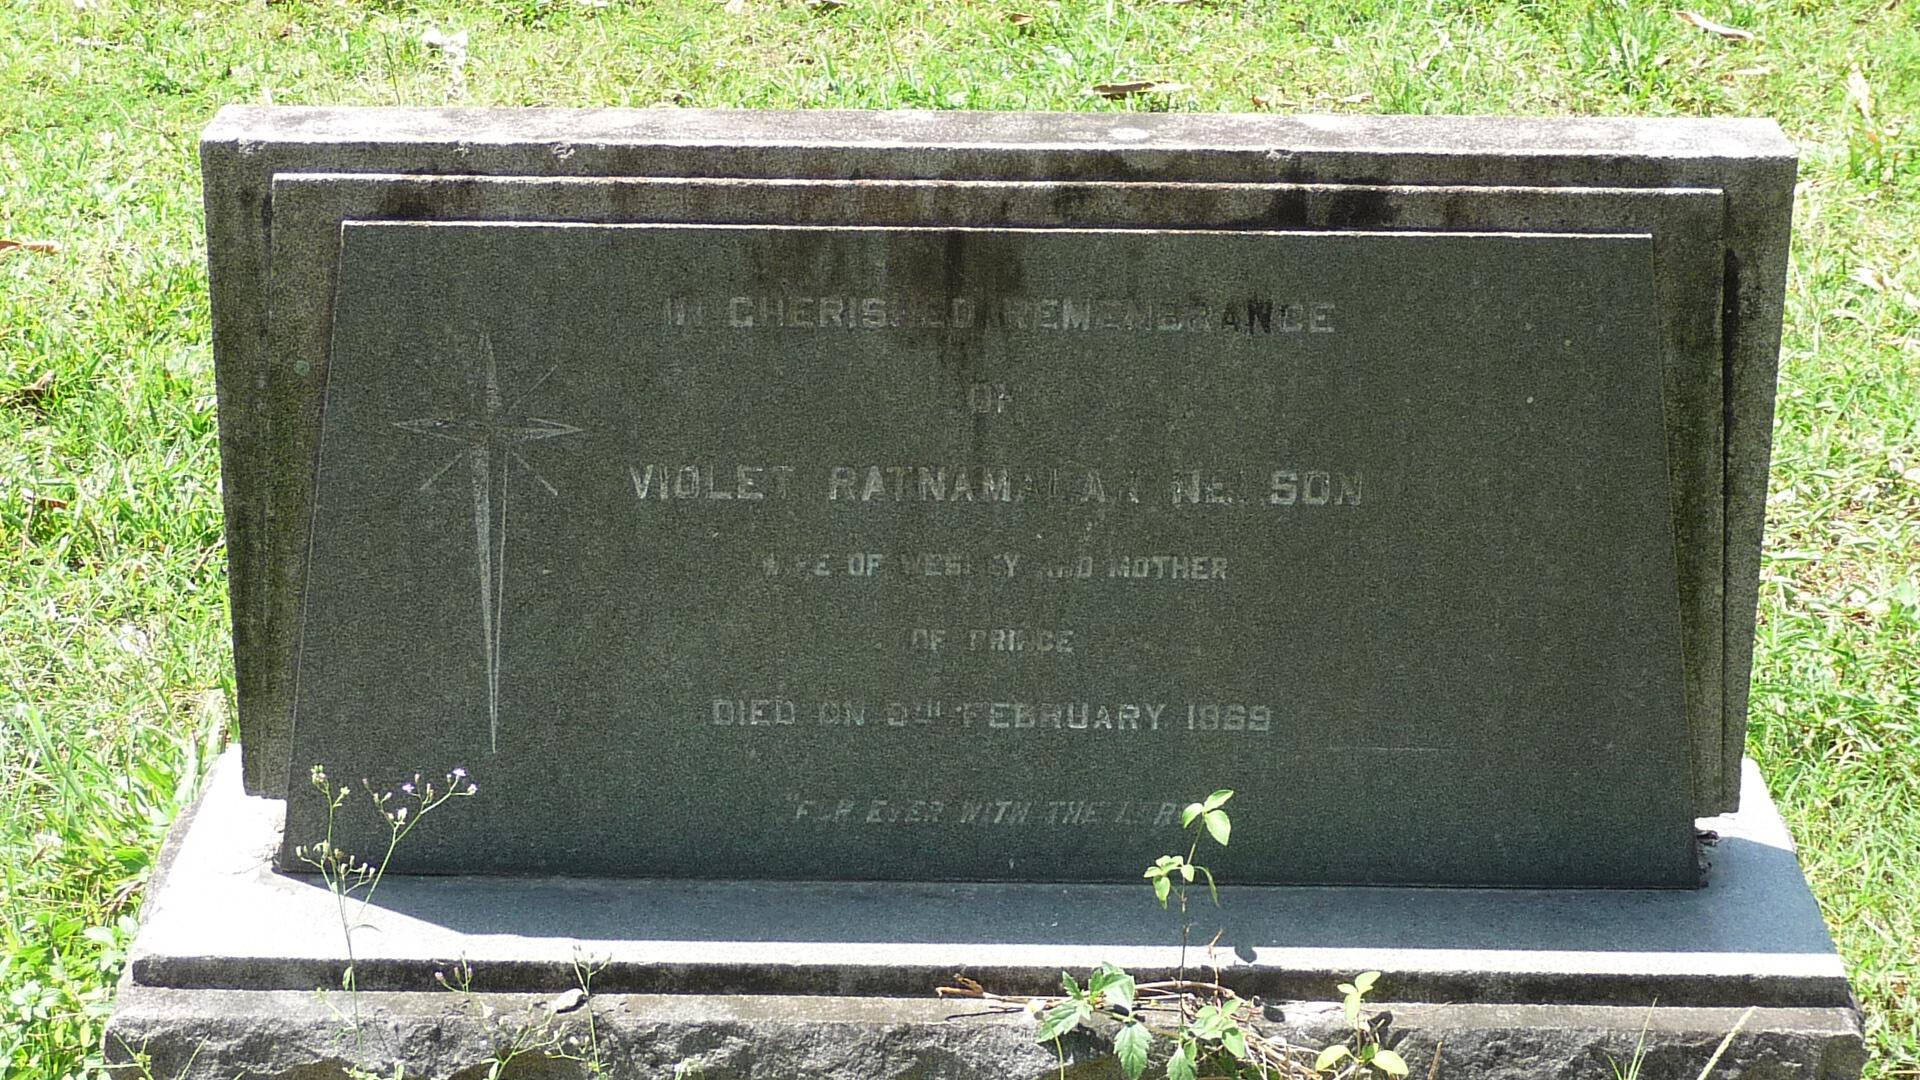 IN CHERISHED REMEMBRANCE
OF
VIOLET RATNAMALAR NELSON
WIFE OF WESLEY AND MOTHER
OF PRINCE
DIED ON FEBRUARY 1969
"FOR EVER WITH THE LORD